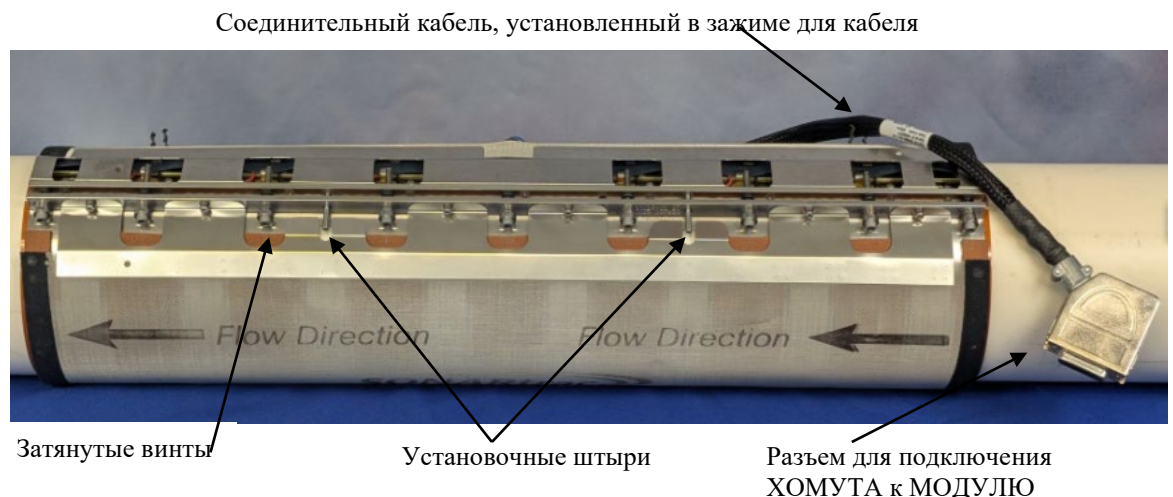 Соединительный кабель, установленный в зажиме для кабеля
Flow Direction
Flow Direction
Затянутые винты
Установочные штыри
Разъем для подключения
ХОМУТА к МОДУЛЮ